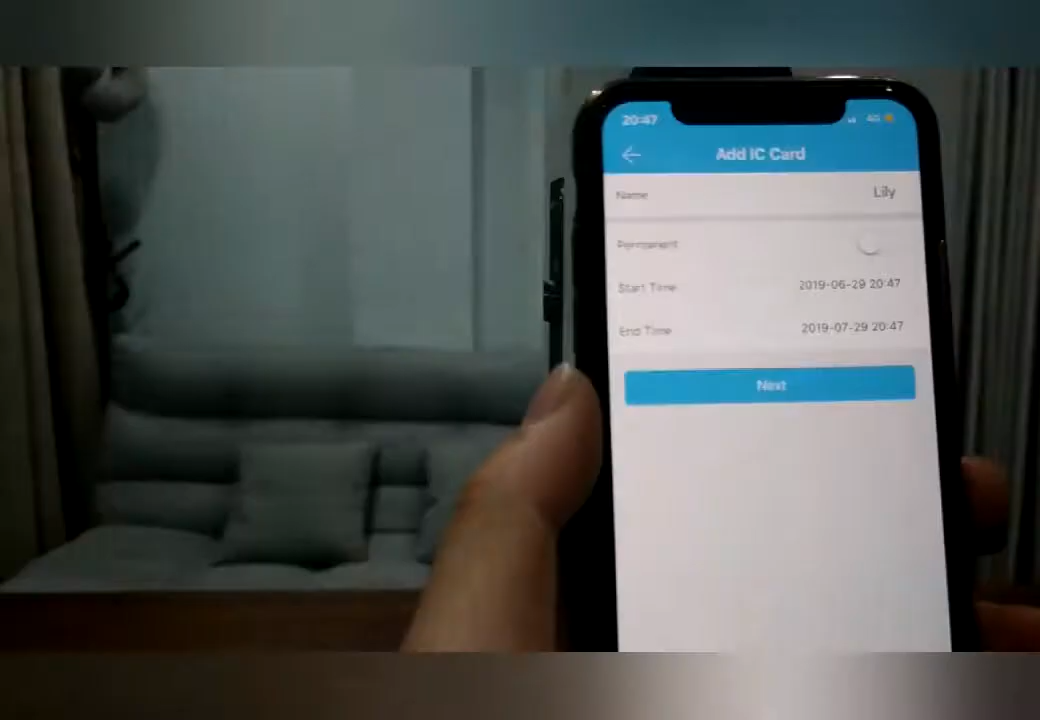 20:47 4G
Add IC Card
Name Lily
Permanent
Start Time 2019-06-29 20:47
End Time 2019-07-29 20:47
Next